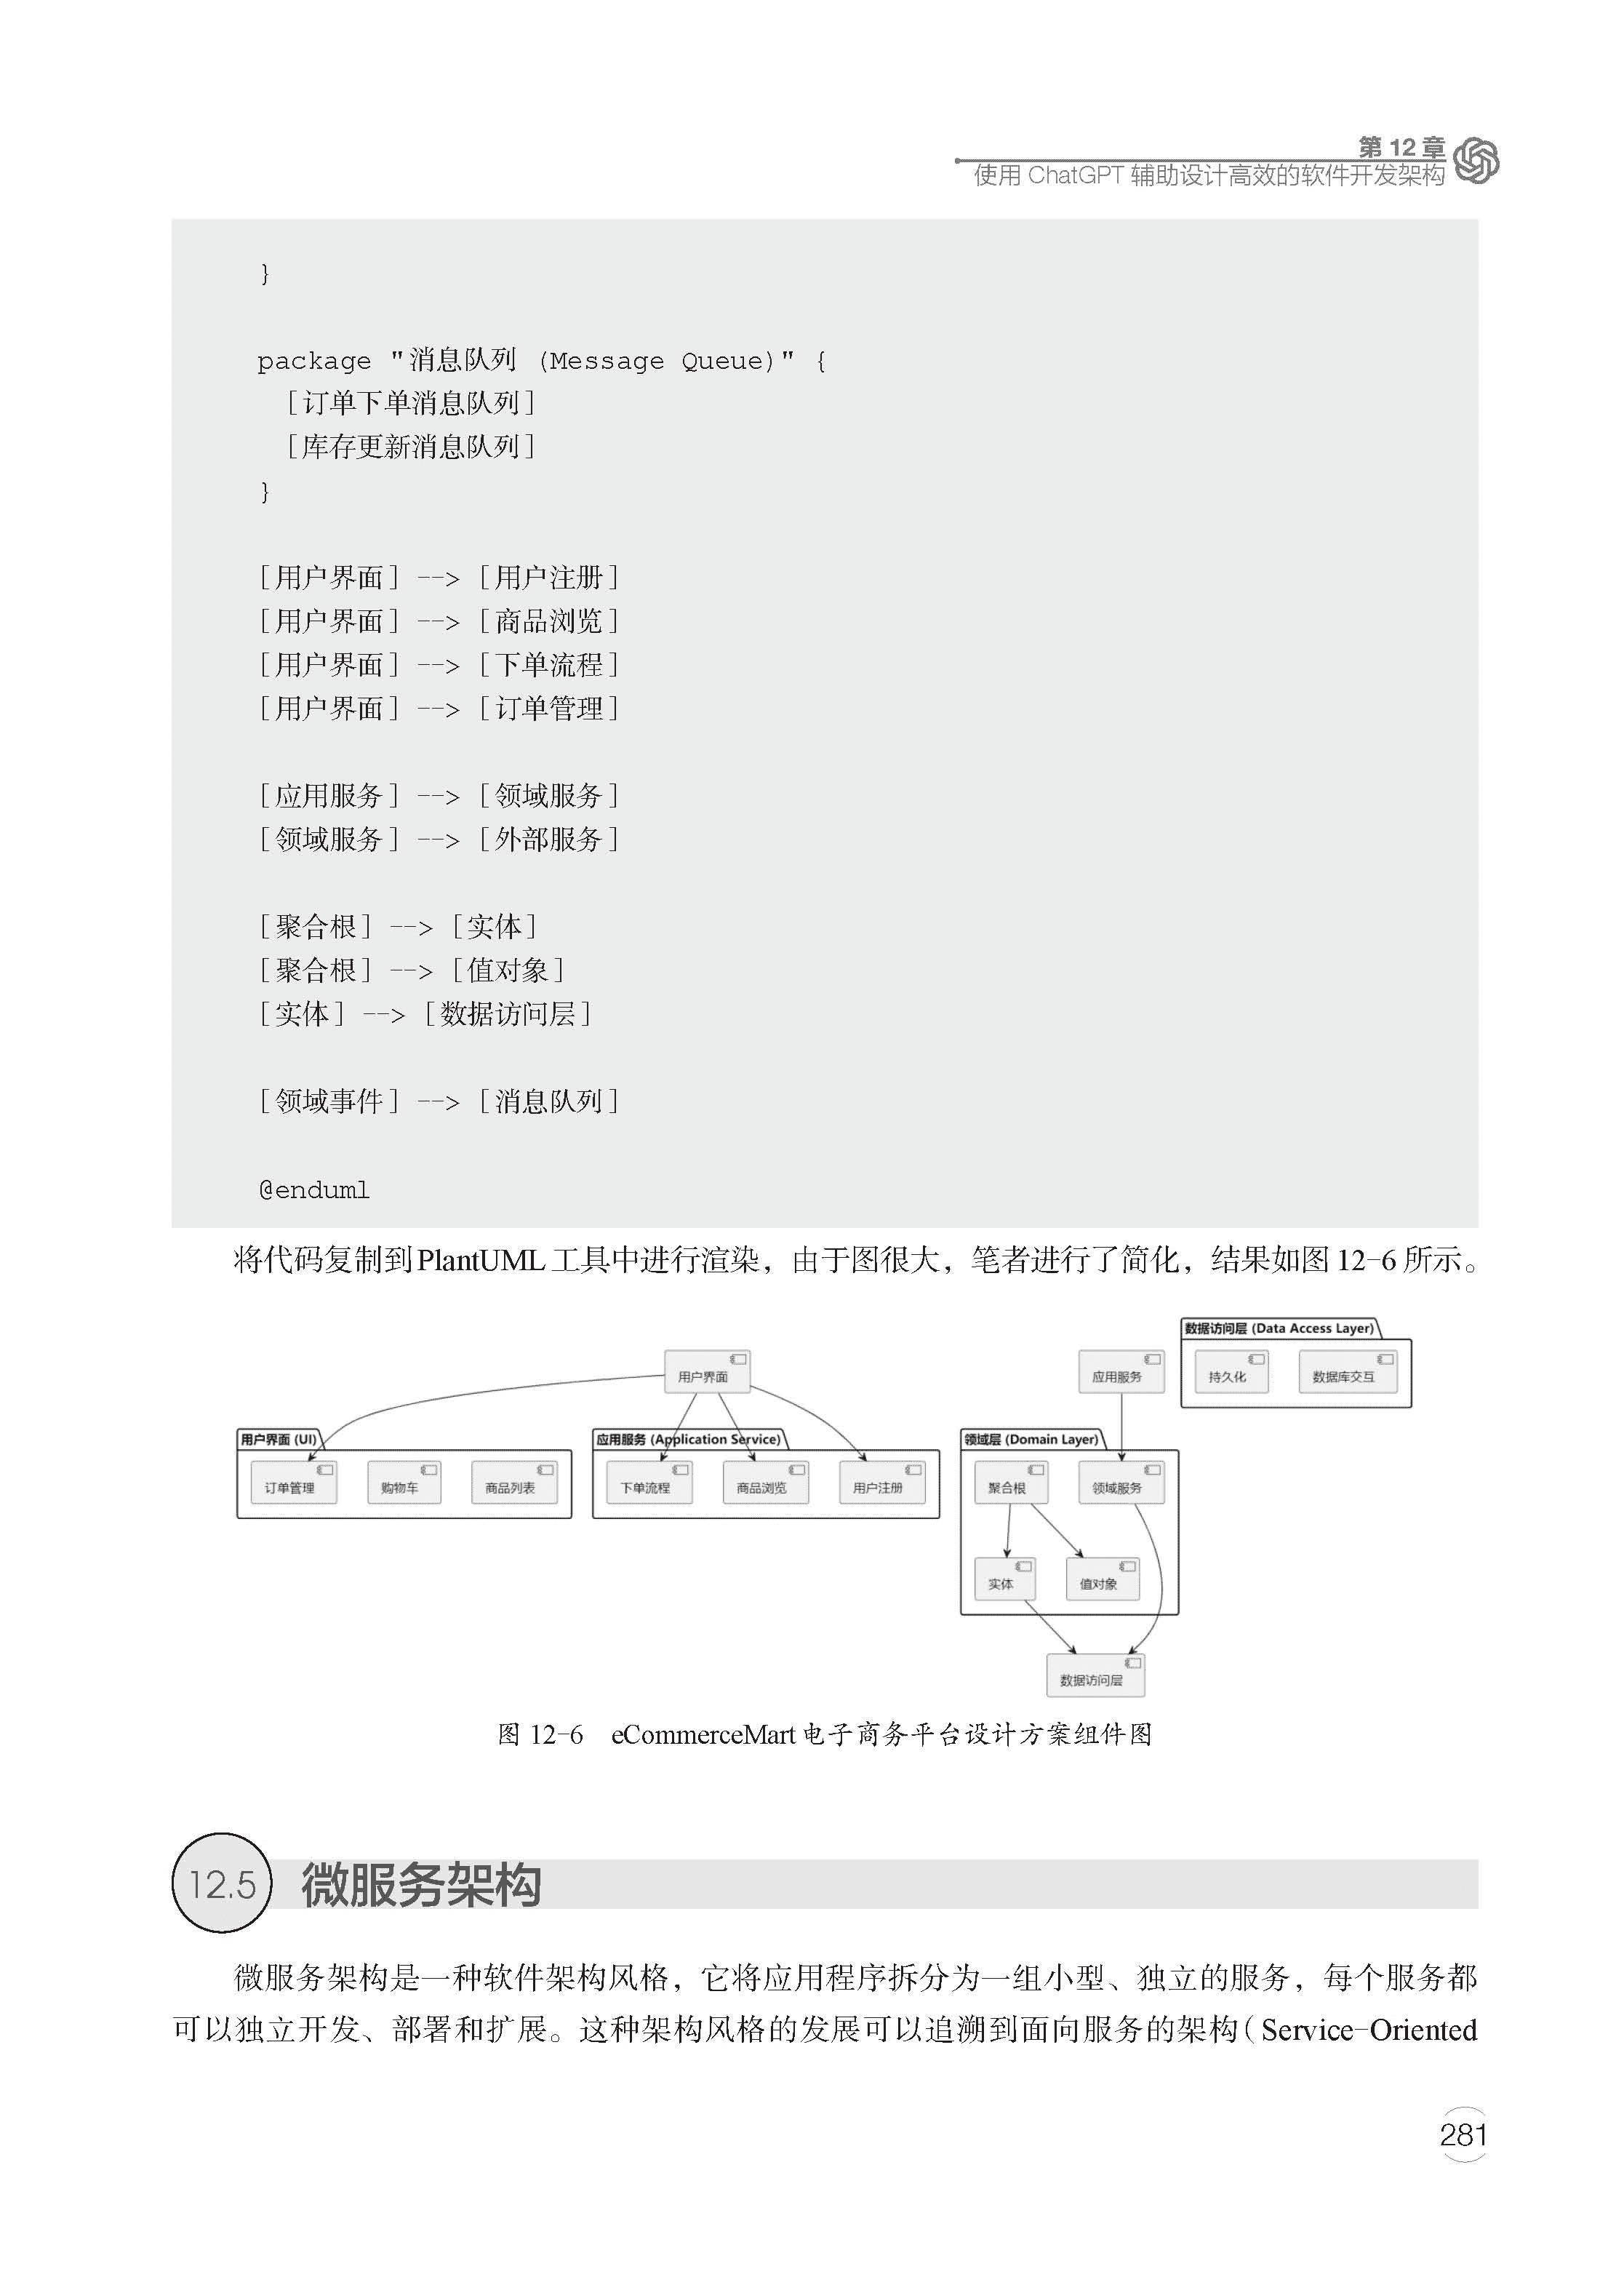 第 12 章
使用 ChatGPT 辅助设计高效的软件开发架构
}
package "消息队列 (Message Queue)" {
[订单下单消息队列]
[库存更新消息队列]
}
[用户界面] --> [用户注册]
[用户界面] --> [商品浏览]
[用户界面] --> [下单流程]
[用户界面] --> [订单管理]
[应用服务] --> [领域服务]
[领域服务] --> [外部服务]
[聚合根] --> [实体]
[聚合根] --> [值对象]
[实体] --> [数据访问层]
[领域事件] --> [消息队列]
@enduml
将代码复制到PlantUML工具中进行渲染，由于图很大，笔者进行了简化，结果如图12-6所示。
数据访问层 (Data Access Layer)
用户界面
应用服务
持久化
数据库交互
用户界面 (UI)
应用服务 (Application Service)
领域层 (Domain Layer)
订单管理
购物车
商品列表
下单流程
商品浏览
用户注册
聚合根
领域服务
实体
值对象
数据访问层
图 12-6 eCommerceMart电子商务平台设计方案组件图
12.5 微服务架构
微服务架构是一种软件架构风格，它将应用程序拆分为一组小型、独立的服务，每个服务都
可以独立开发、部署和扩展。这种架构风格的发展可以追溯到面向服务的架构（Service-Oriented
281